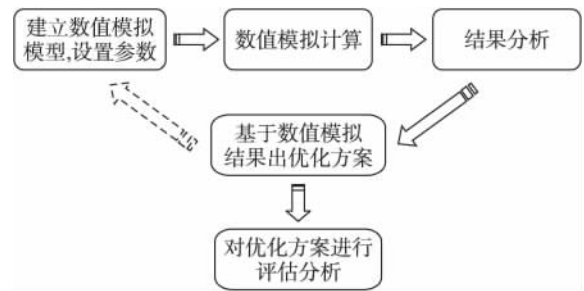 建立数值模拟
模型,设置参数
数值模拟计算
结果分析
基于数值模拟
结果出优化方案
对优化方案进行
评估分析